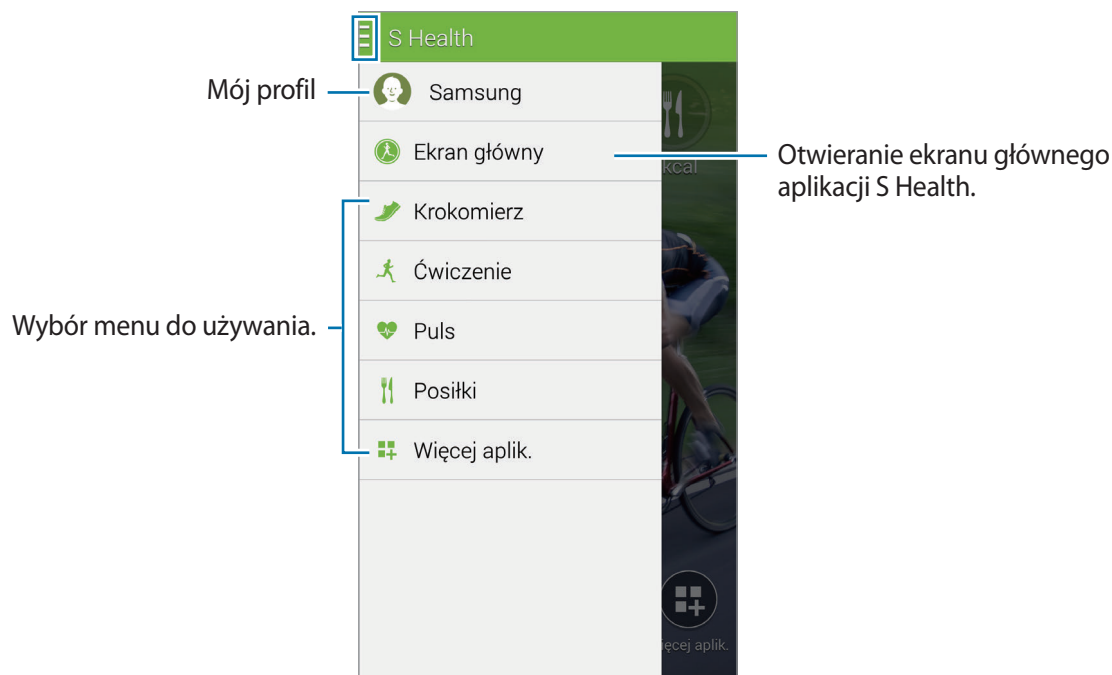 S Health
Mój profil
Samsung
Ekran główny
Otwieranie ekranu głównego
aplikacji S Health.
kcal
Krokomierz
Ćwiczenie
Wybór menu do używania.
Puls
Posiłki
Więcej aplik.
ięcej aplik.